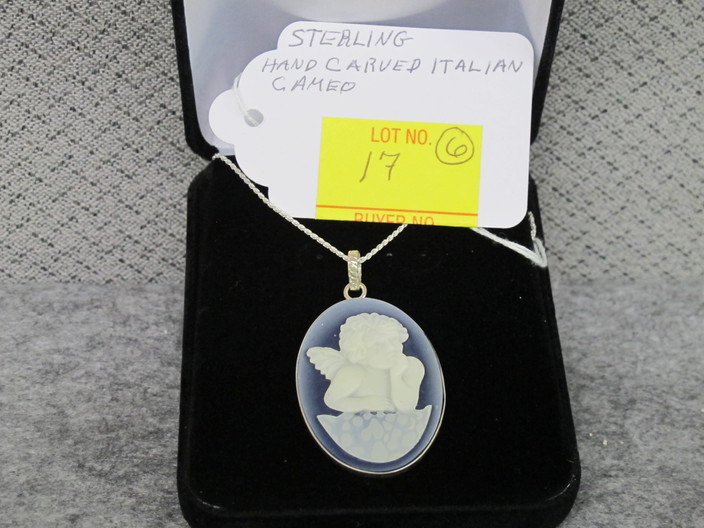 STERLING
HAND CARVED ITALIAN
CAMEO
LOT NO. 6
17
BUYER NO.